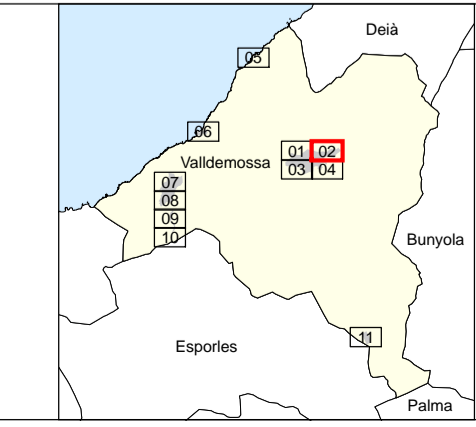 Deià
05
06
01 02
Valldemossa
03 04
07
08
09
10
Bunyola
11
Esporles
Palma